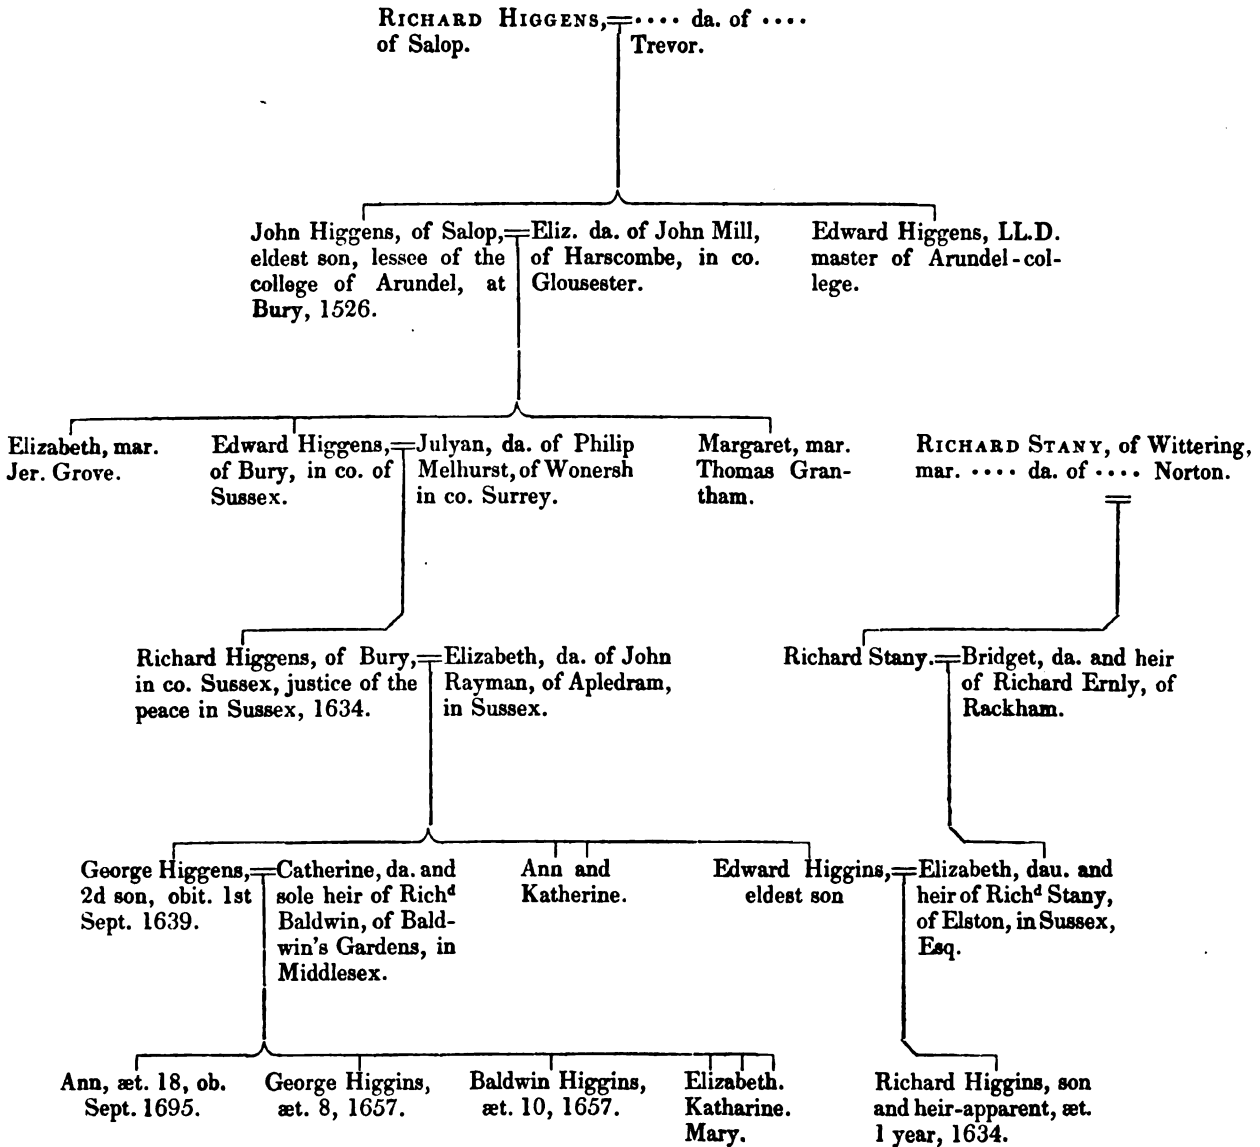 RICHARD HIGGENS,
of Salop.
···· da. of ····
Trevor.
John Higgens, of Salop,
eldest son, lessee of the
college of Arundel, at
Bury, 1526.
Eliz. da. of John Mill,
of Harscombe, in co.
Glousester.
Edward Higgens, LL.D.
master of Arundel-col-
lege.
Elizabeth, mar.
Jer. Grove.
Edward Higgens,
of Bury, in co. of
Sussex.
Julyan, da. of Philip
Melhurst, of Wonersh
in co. Surrey.
Margaret, mar.
Thomas Gran-
tham.
RICHARD STANY, of Wittering,
mar. ···· da. of ···· Norton.
Richard Higgens, of Bury,
in co. Sussex, justice of the
peace in Sussex, 1634.
Elizabeth, da. of John
Rayman, of Apledram,
in Sussex.
Richard Stany.
Bridget, da. and heir
of Richard Ernly, of
Rackham.
George Higgens,
2d son, obit. 1st
Sept. 1639.
Catherine, da. and
sole heir of Richᵈ
Baldwin, of Bald-
win's Gardens, in
Middlesex.
Ann and
Katherine.
Edward Higgins,
eldest son
Elizabeth, dau. and
heir of Richᵈ Stany,
of Elston, in Sussex,
Esq.
Ann, æt. 18, ob.
Sept. 1695.
George Higgins,
æt. 8, 1657.
Baldwin Higgins,
æt. 10, 1657.
Elizabeth.
Katharine.
Mary.
Richard Higgins, son
and heir-apparent, æt.
1 year, 1634.